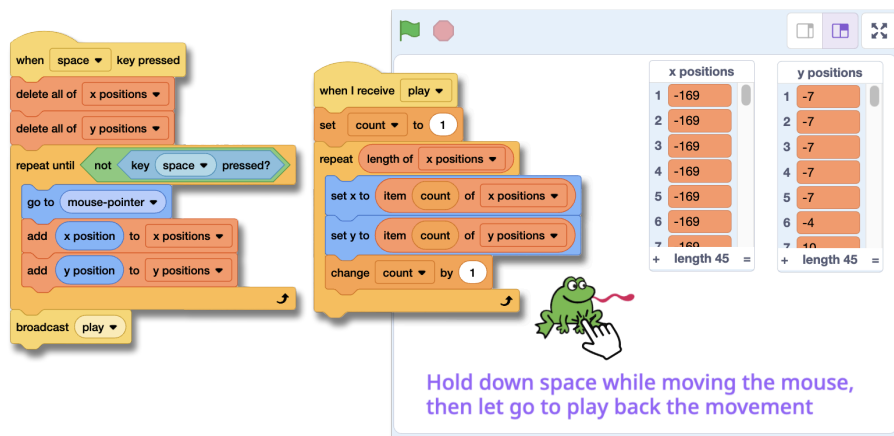 when space key pressed
delete all of x positions
delete all of y positions
repeat until not key space pressed?
go to mouse-pointer
add x position to x positions
add y position to y positions
broadcast play
when I receive play
set count to 1
repeat length of x positions
set x to item count of x positions
set y to item count of y positions
change count by 1
x positions
1 -169
2 -169
3 -169
4 -169
5 -169
6 -169
7 -169
+ length 45 =
y positions
1 -7
2 -7
3 -7
4 -7
5 -7
6 -4
7 10
+ length 45 =
Hold down space while moving the mouse,
then let go to play back the movement